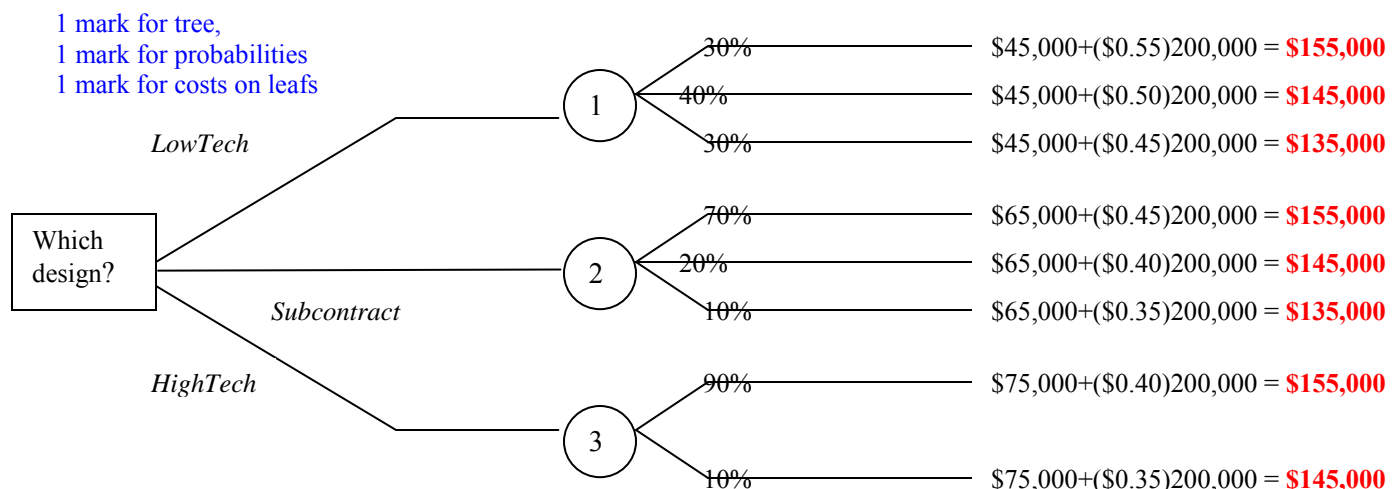 1 mark for tree,
1 mark for probabilities
1 mark for costs on leafs
30% $45,000+($0.55)200,000 = $155,000
1 40% $45,000+($0.50)200,000 = $145,000
LowTech 30% $45,000+($0.45)200,000 = $135,000
70% $65,000+($0.45)200,000 = $155,000
Which
design?
2 20% $65,000+($0.40)200,000 = $145,000
Subcontract 10% $65,000+($0.35)200,000 = $135,000
HighTech 90% $75,000+($0.40)200,000 = $155,000
3
10% $75,000+($0.35)200,000 = $145,000